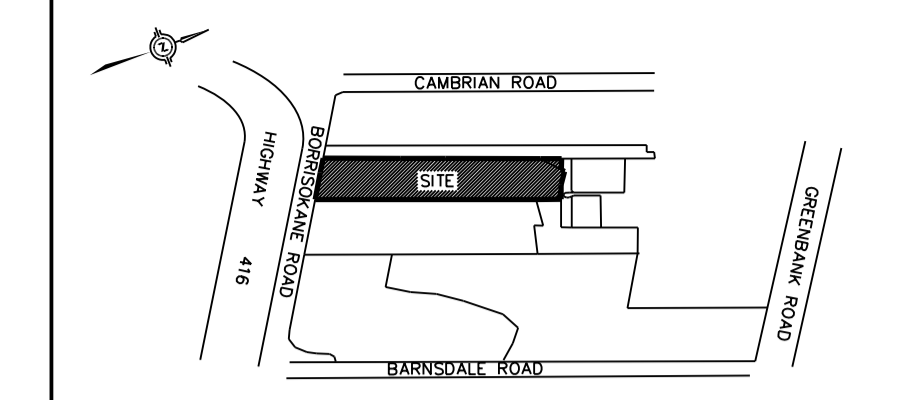 Z
CAMBRIAN ROAD
HIGHWAY 416
BORRISOKANE ROAD
SITE
GREENBANK ROAD
BARNSDALE ROAD